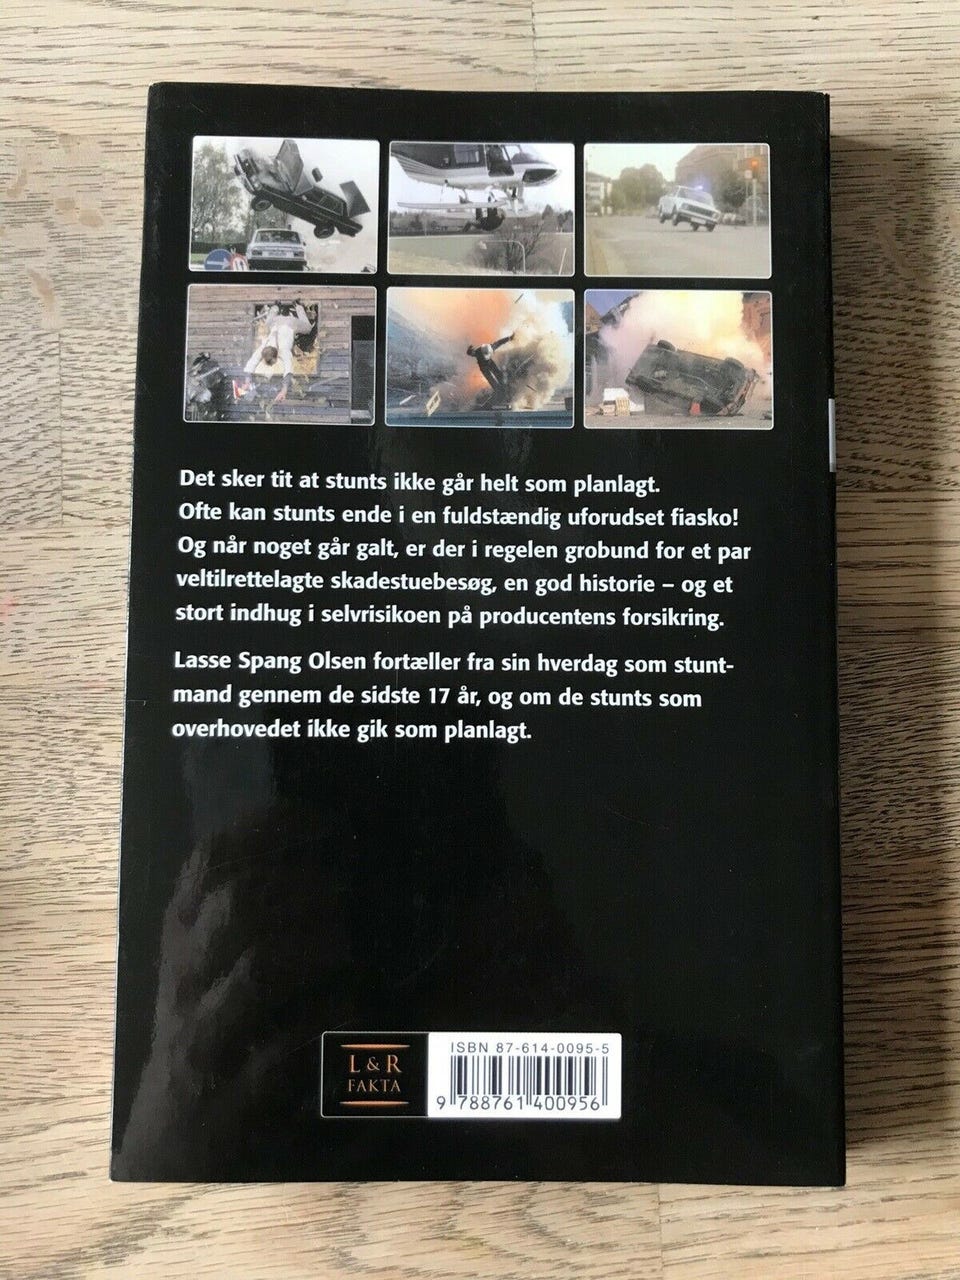 Det sker tit at stunts ikke går helt som planlagt.
Ofte kan stunts ende i en fuldstændig uforudset fiasko!
Og når noget går galt, er der i regelen grobund for et par
veltilrettelagte skadestuebesøg, en god historie – og et
stort indhug i selvrisikoen på producentens forsikring.
Lasse Spang Olsen fortæller fra sin hverdag som stunt-
mand gennem de sidste 17 år, og om de stunts som
overhovedet ikke gik som planlagt.
L & R
FAKTA
ISBN 87-614-0095-5
9 788761 400956